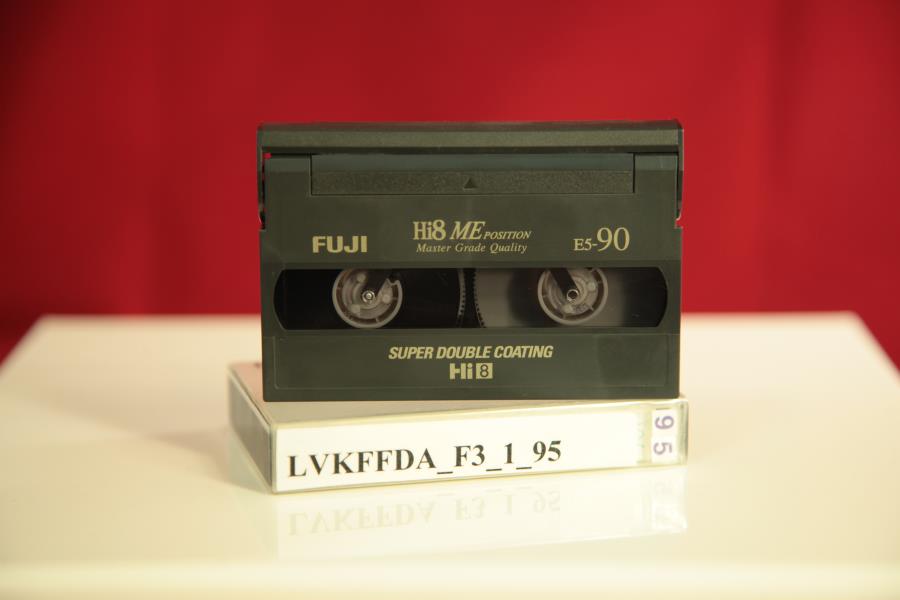 Hi8 ME POSITION
FUJI Master Grade Quality E5-90
SUPER DOUBLE COATING
Hi8
LVKFFDA_F3_1_95
95